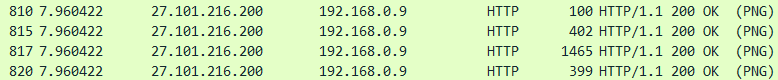 810 7.960422 27.101.216.200 192.168.0.9 HTTP 100 HTTP/1.1 200 OK (PNG)
815 7.960422 27.101.216.200 192.168.0.9 HTTP 402 HTTP/1.1 200 OK (PNG)
817 7.960422 27.101.216.200 192.168.0.9 HTTP 1465 HTTP/1.1 200 OK (PNG)
820 7.960422 27.101.216.200 192.168.0.9 HTTP 399 HTTP/1.1 200 OK (PNG)